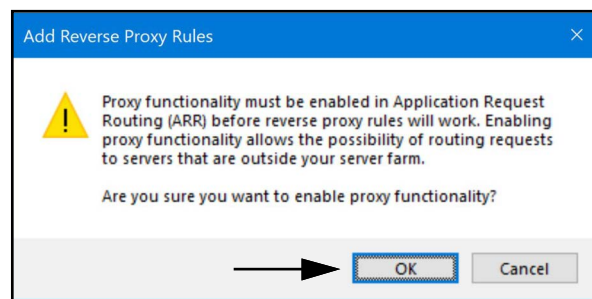 Add Reverse Proxy Rules
Proxy functionality must be enabled in Application Request
Routing (ARR) before reverse proxy rules will work. Enabling
proxy functionality allows the possibility of routing requests
to servers that are outside your server farm.
Are you sure you want to enable proxy functionality?
OK
Cancel